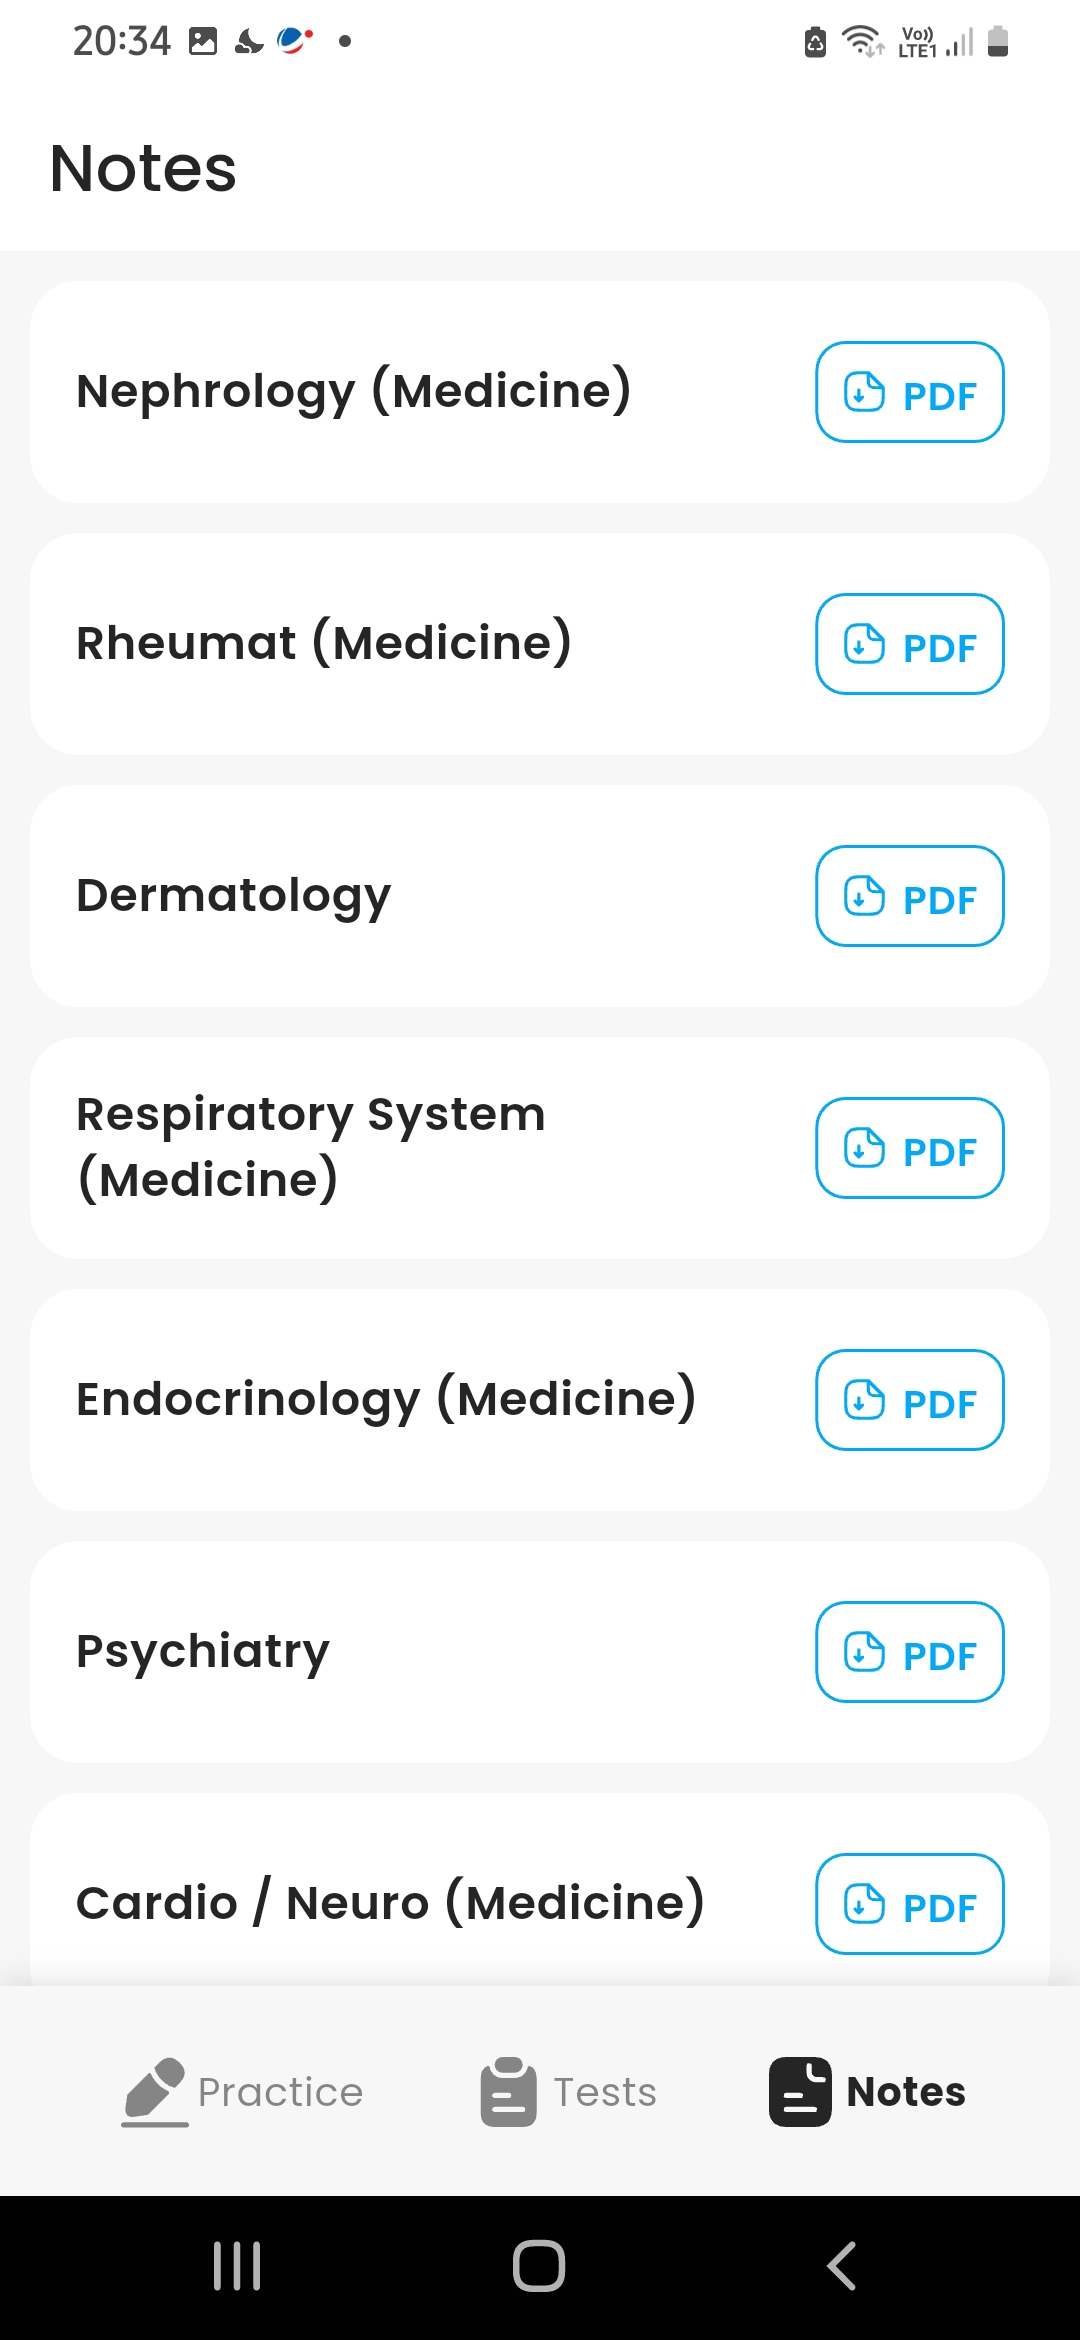 20:34
Vo))
LTE1
Notes
Nephrology (Medicine)
PDF
Rheumat (Medicine)
PDF
Dermatology
PDF
Respiratory System
(Medicine)
PDF
Endocrinology (Medicine)
PDF
Psychiatry
PDF
Cardio / Neuro (Medicine)
PDF
Practice
Tests
Notes